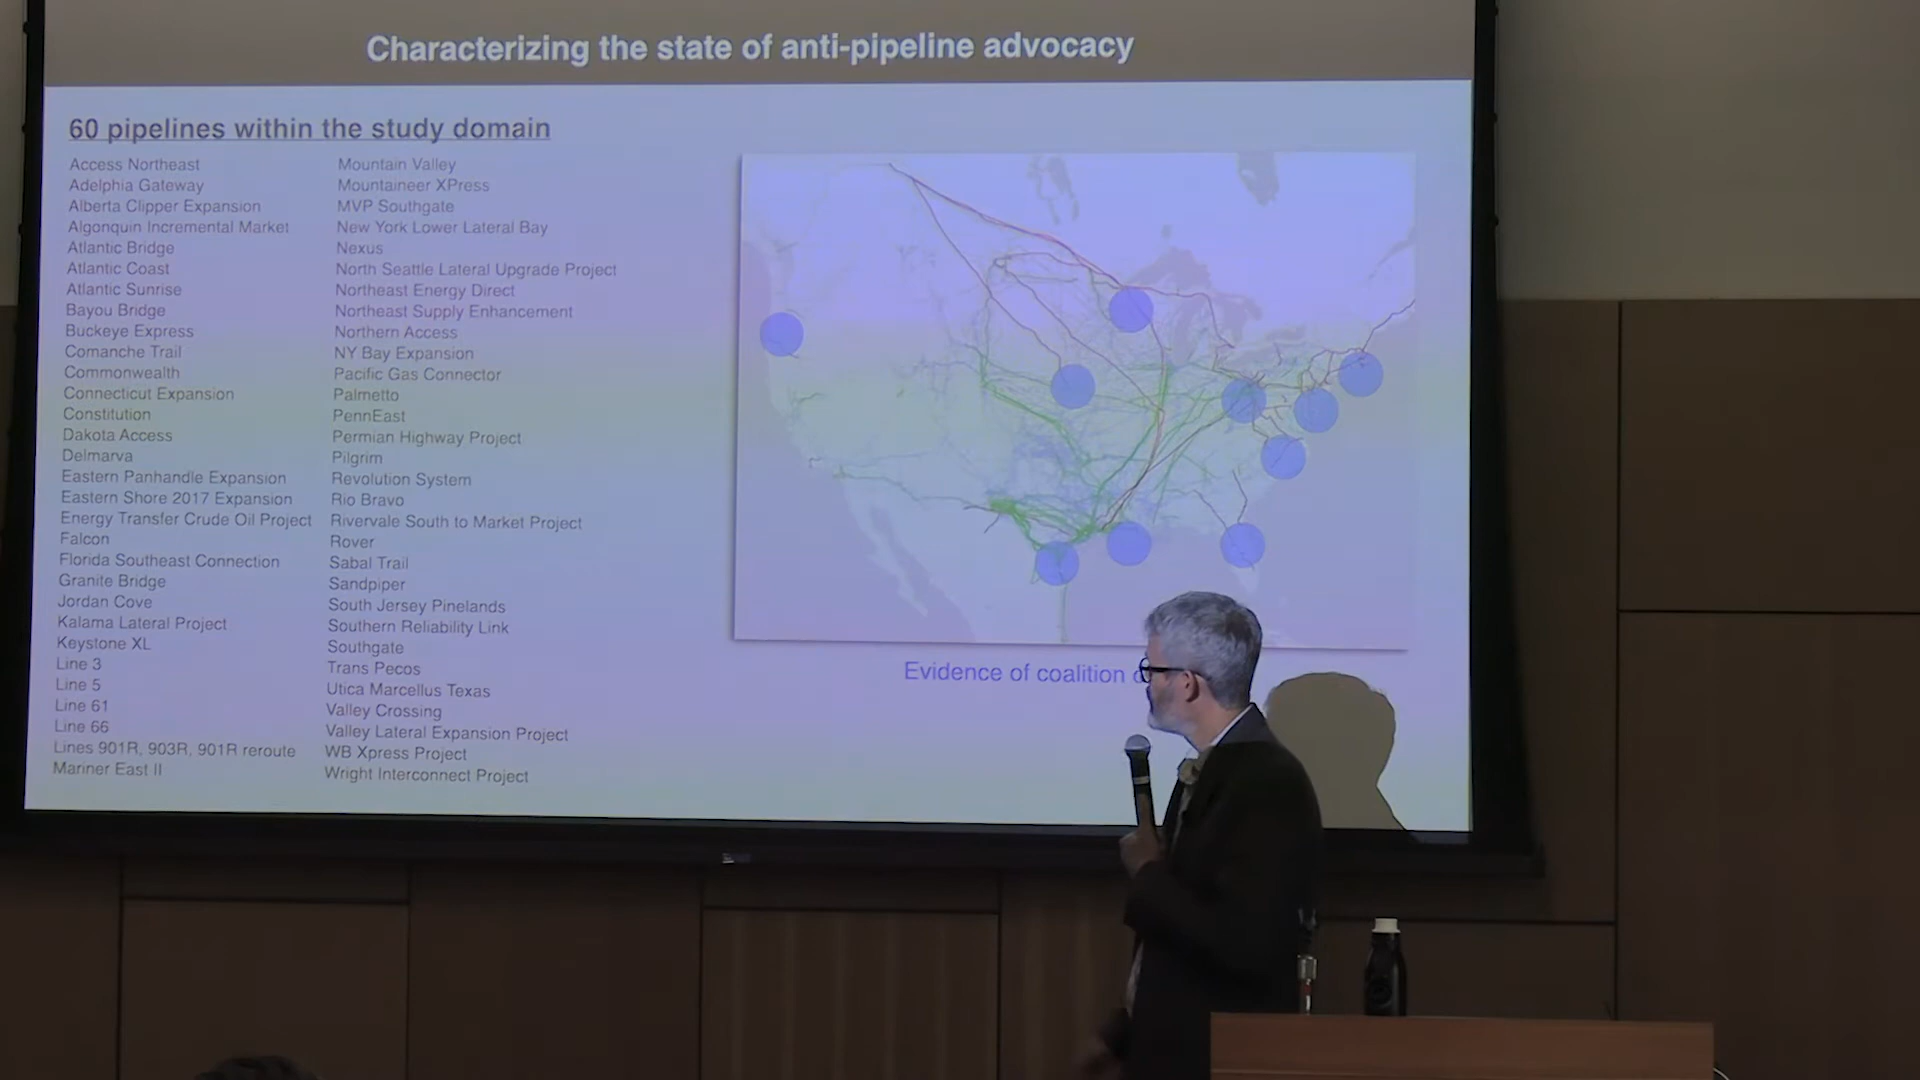 Characterizing the state of anti-pipeline advocacy
60 pipelines within the study domain
Access Northeast
Adelphia Gateway
Alberta Clipper Expansion
Algonquin Incremental Market
Atlantic Bridge
Atlantic Coast
Atlantic Sunrise
Bayou Bridge
Buckeye Express
Comanche Trail
Commonwealth
Connecticut Expansion
Constitution
Dakota Access
Delmarva
Eastern Panhandle Expansion
Eastern Shore 2017 Expansion
Energy Transfer Crude Oil Project
Falcon
Florida Southeast Connection
Granite Bridge
Jordan Cove
Kalama Lateral Project
Keystone XL
Line 3
Line 5
Line 61
Line 66
Lines 901R, 903R, 901R reroute
Mariner East II
Mountain Valley
Mountaineer XPress
MVP Southgate
New York Lower Lateral Bay
Nexus
North Seattle Lateral Upgrade Project
Northeast Energy Direct
Northeast Supply Enhancement
Northern Access
NY Bay Expansion
Pacific Gas Connector
Palmetto
PennEast
Permian Highway Project
Pilgrim
Revolution System
Rio Bravo
Rivervale South to Market Project
Rover
Sabal Trail
Sandpiper
South Jersey Pinelands
Southern Reliability Link
Southgate
Trans Pecos
Utica Marcellus Texas
Valley Crossing
Valley Lateral Expansion Project
WB Xpress Project
Wright Interconnect Project
Evidence of coalition